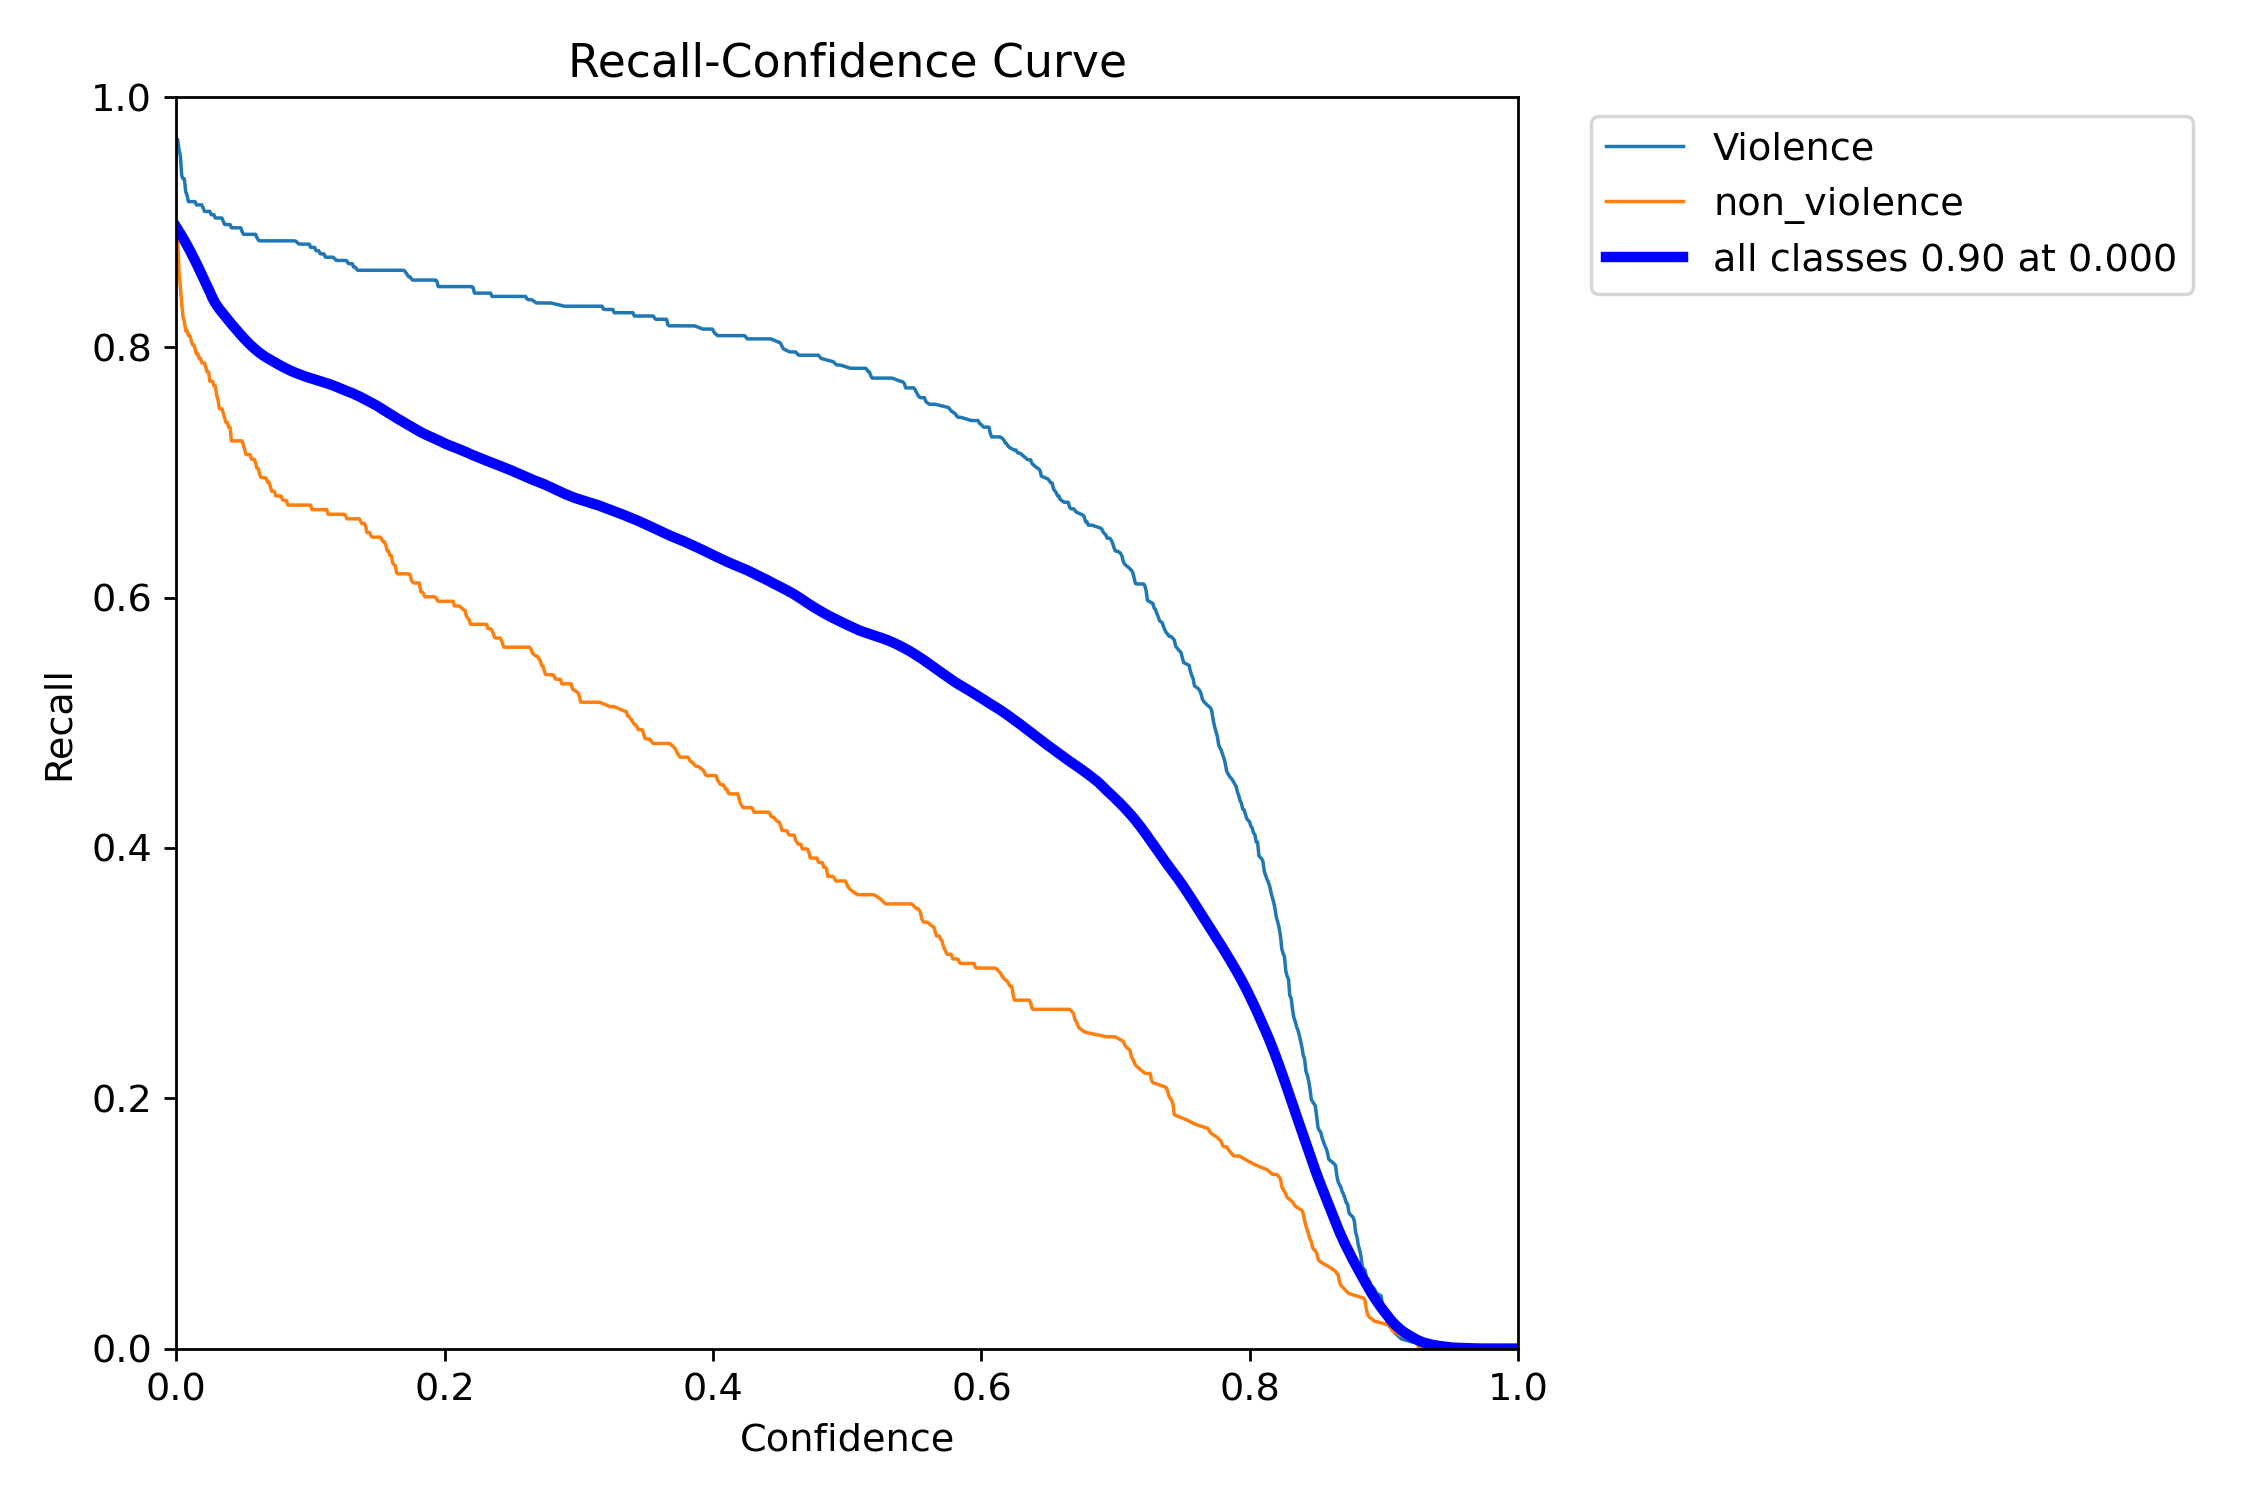 Recall-Confidence Curve
1.0
0.8
0.6
0.4
0.2
0.0
Recall
0.0 0.2 0.4 0.6 0.8 1.0
Confidence
Violence
non_violence
all classes 0.90 at 0.000